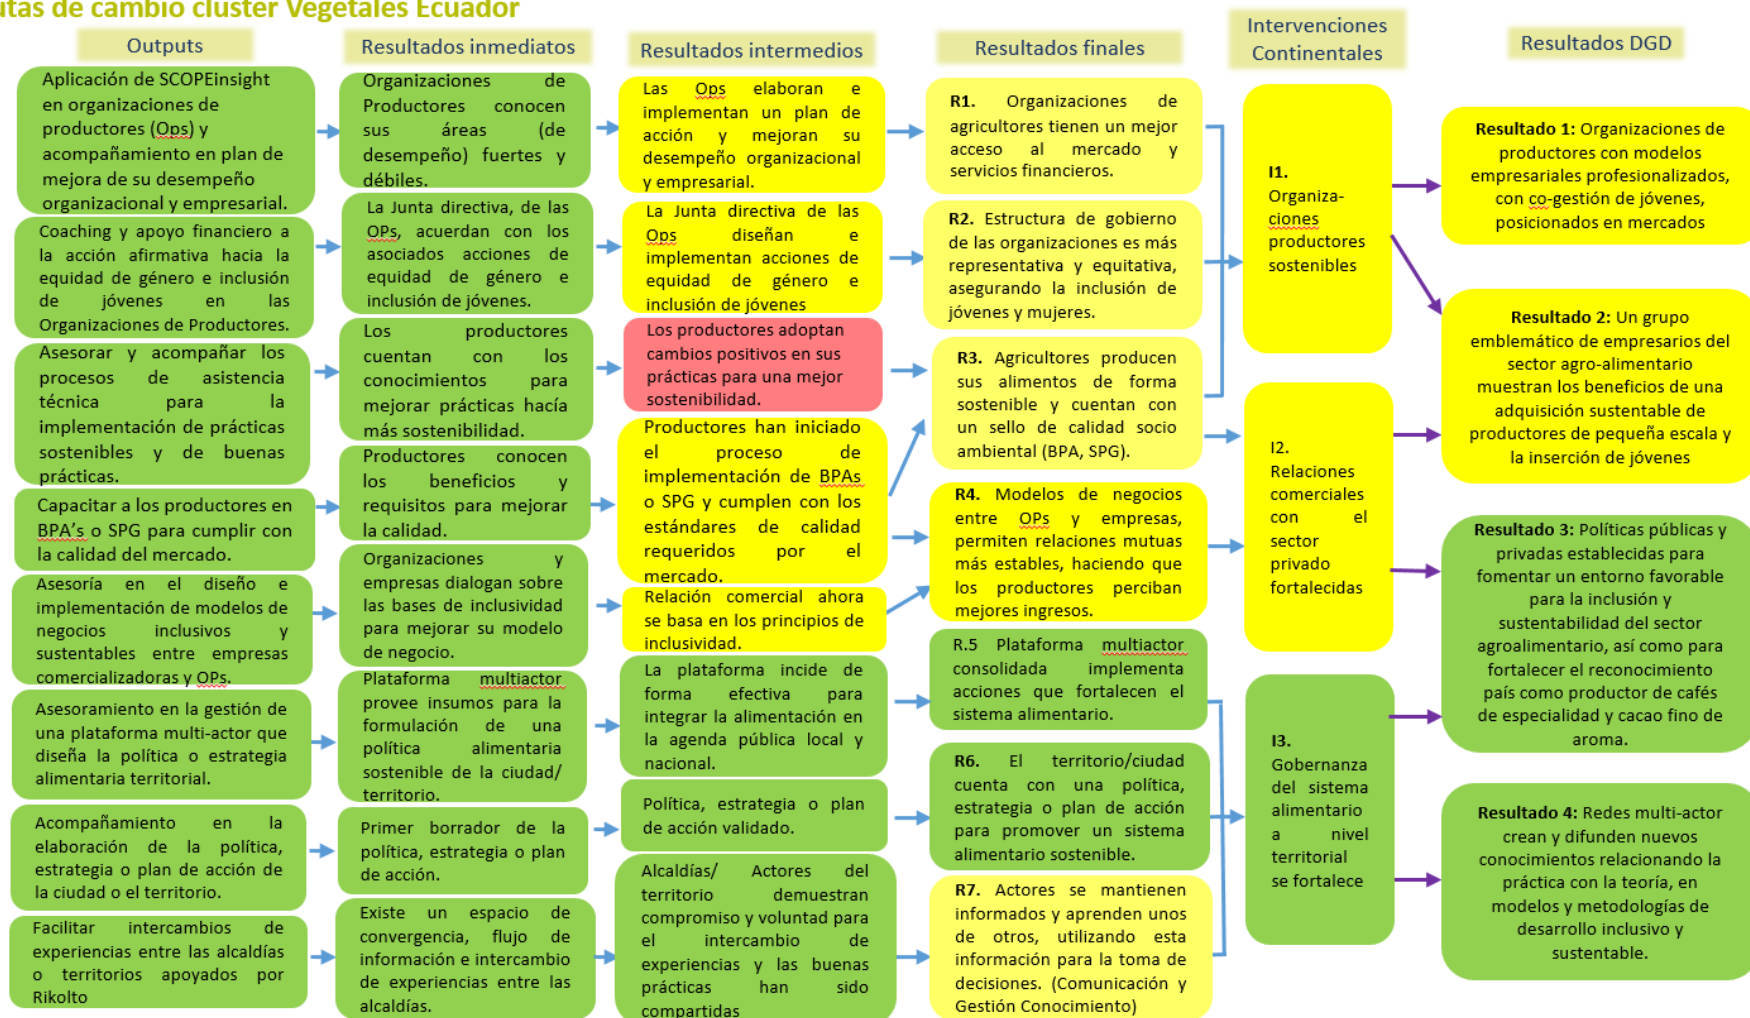 utas de cambio cluster Vegetales Ecuador
Outputs
Aplicación de SCOPEinsight
en organizaciones de
productores (Ops) y
acompañamiento en plan de
mejora de su desempeño
organizacional y empresarial.
Coaching y apoyo financiero a
la acción afirmativa hacia la
equidad de género e inclusión
de jóvenes en las
Organizaciones de Productores.
Asesorar y acompañar los
procesos de asistencia
técnica para la
implementación de prácticas
sostenibles y de buenas
prácticas.
Capacitar a los productores en
BPA's o SPG para cumplir con
la calidad del mercado.
Asesoría en el diseño e
implementación de modelos de
negocios inclusivos y
sustentables entre empresas
comercializadoras y OPs.
Asesoramiento en la gestión de
una plataforma multi-actor que
diseña la política o estrategia
alimentaria territorial.
Acompañamiento en la
elaboración de la política,
estrategia o plan de acción de
la ciudad o el territorio.
Facilitar intercambios de
experiencias entre las alcaldías
o territorios apoyados por
Rikolto
Resultados inmediatos
Organizaciones de
Productores conocen
sus áreas (de
desempeño) fuertes y
débiles.
La Junta directiva, de las
OPs, acuerdan con los
asociados acciones de
equidad de género e
inclusión de jóvenes.
Los productores
cuentan con los
conocimientos para
mejorar prácticas hacía
más sostenibilidad.
Productores conocen
los beneficios y
requisitos para mejorar
la calidad.
Organizaciones y
empresas dialogan sobre
las bases de inclusividad
para mejorar su modelo
de negocio.
Plataforma multiactor
provee insumos para la
formulación de una
política alimentaria
sostenible de la ciudad/
territorio.
Primer borrador de la
política, estrategia o plan
de acción.
Existe un espacio de
convergencia, flujo de
información e intercambio
de experiencias entre las
alcaldías.
Resultados intermedios
Las Ops elaboran e
implementan un plan de
acción y mejoran su
desempeño organizacional
y empresarial.
La Junta directiva de las
Ops diseñan e
implementan acciones de
equidad de género e
inclusión de jóvenes
Los productores adoptan
cambios positivos en sus
prácticas para una mejor
sostenibilidad.
Productores han iniciado
el proceso de
implementación de BPAs
o SPG y cumplen con los
estándares de calidad
requeridos por el
mercado.
Relación comercial ahora
se basa en los principios de
inclusividad.
La plataforma incide de
forma efectiva para
integrar la alimentación en
la agenda pública local y
nacional.
Política, estrategia o plan
de acción validado.
Alcaldías/ Actores del
territorio demuestran
compromiso y voluntad para
el intercambio de
experiencias y las buenas
prácticas han sido
compartidas
Resultados finales
R1. Organizaciones de
agricultores tienen un mejor
acceso al mercado y
servicios financieros.
R2. Estructura de gobierno
de las organizaciones es más
representativa y equitativa,
asegurando la inclusión de
jóvenes y mujeres.
R3. Agricultores producen
sus alimentos de forma
sostenible y cuentan con
un sello de calidad socio
ambiental (BPA, SPG).
R4. Modelos de negocios
entre OPs y empresas,
permiten relaciones mutuas
más estables, haciendo que
los productores perciban
mejores ingresos.
R.5 Plataforma multiactor
consolidada implementa
acciones que fortalecen el
sistema alimentario.
R6. El territorio/ciudad
cuenta con una política,
estrategia o plan de acción
para promover un sistema
alimentario sostenible.
R7. Actores se mantienen
informados y aprenden unos
de otros, utilizando esta
información para la toma de
decisiones. (Comunicación y
Gestión Conocimiento)
Intervenciones
Continentales
I1.
Organiza-
ciones
productores
sostenibles
I2.
Relaciones
comerciales
con el
sector
privado
fortalecidas
I3.
Gobernanza
del sistema
alimentario
a nivel
territorial
se fortalece
Resultados DGD
Resultado 1: Organizaciones de
productores con modelos
empresariales profesionalizados,
con co-gestión de jóvenes,
posicionados en mercados
Resultado 2: Un grupo
emblemático de empresarios del
sector agro-alimentario
muestran los beneficios de una
adquisición sustentable de
productores de pequeña escala y
la inserción de jóvenes
Resultado 3: Políticas públicas y
privadas establecidas para
fomentar un entorno favorable
para la inclusión y
sustentabilidad del sector
agroalimentario, así como para
fortalecer el reconocimiento
país como productor de cafés
de especialidad y cacao fino de
aroma.
Resultado 4: Redes multi-actor
crean y difunden nuevos
conocimientos relacionando la
práctica con la teoría, en
modelos y metodologías de
desarrollo inclusivo y
sustentable.